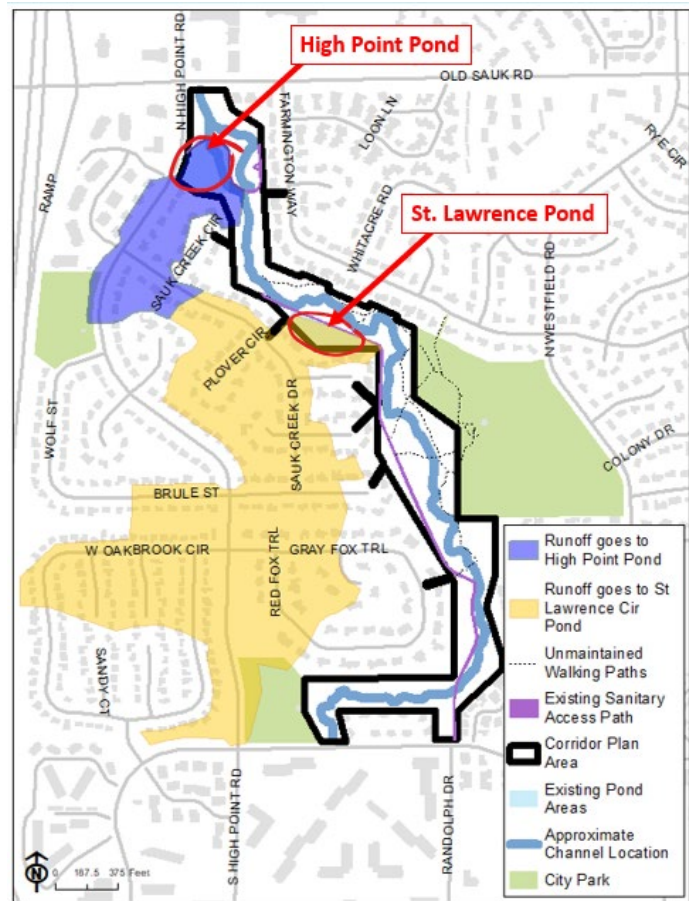 High Point Pond
N HIGH POINT RD
OLD SAUK RD
FARMINGTON WAY
LOON LN
RYE CIR
RAMP
St. Lawrence Pond
WHITACRE RD
SAUK CREEK CIR
N WESTFIELD RD
PLOVER CIR
WOLF ST
SAUK CREEK DR
COLONY DR
BRULE ST
W OAKBROOK CIR
GRAY FOX TRL
RED FOX TRL
SANDY CT
S HIGH POINT RD
RANDOLPH DR
Runoff goes to
High Point Pond
Runoff goes to St
Lawrence Cir
Pond
Unmaintained
Walking Paths
Existing Sanitary
Access Path
Corridor Plan
Area
Existing Pond
Areas
Approximate
Channel Location
City Park
N
0 187.5 375 Feet